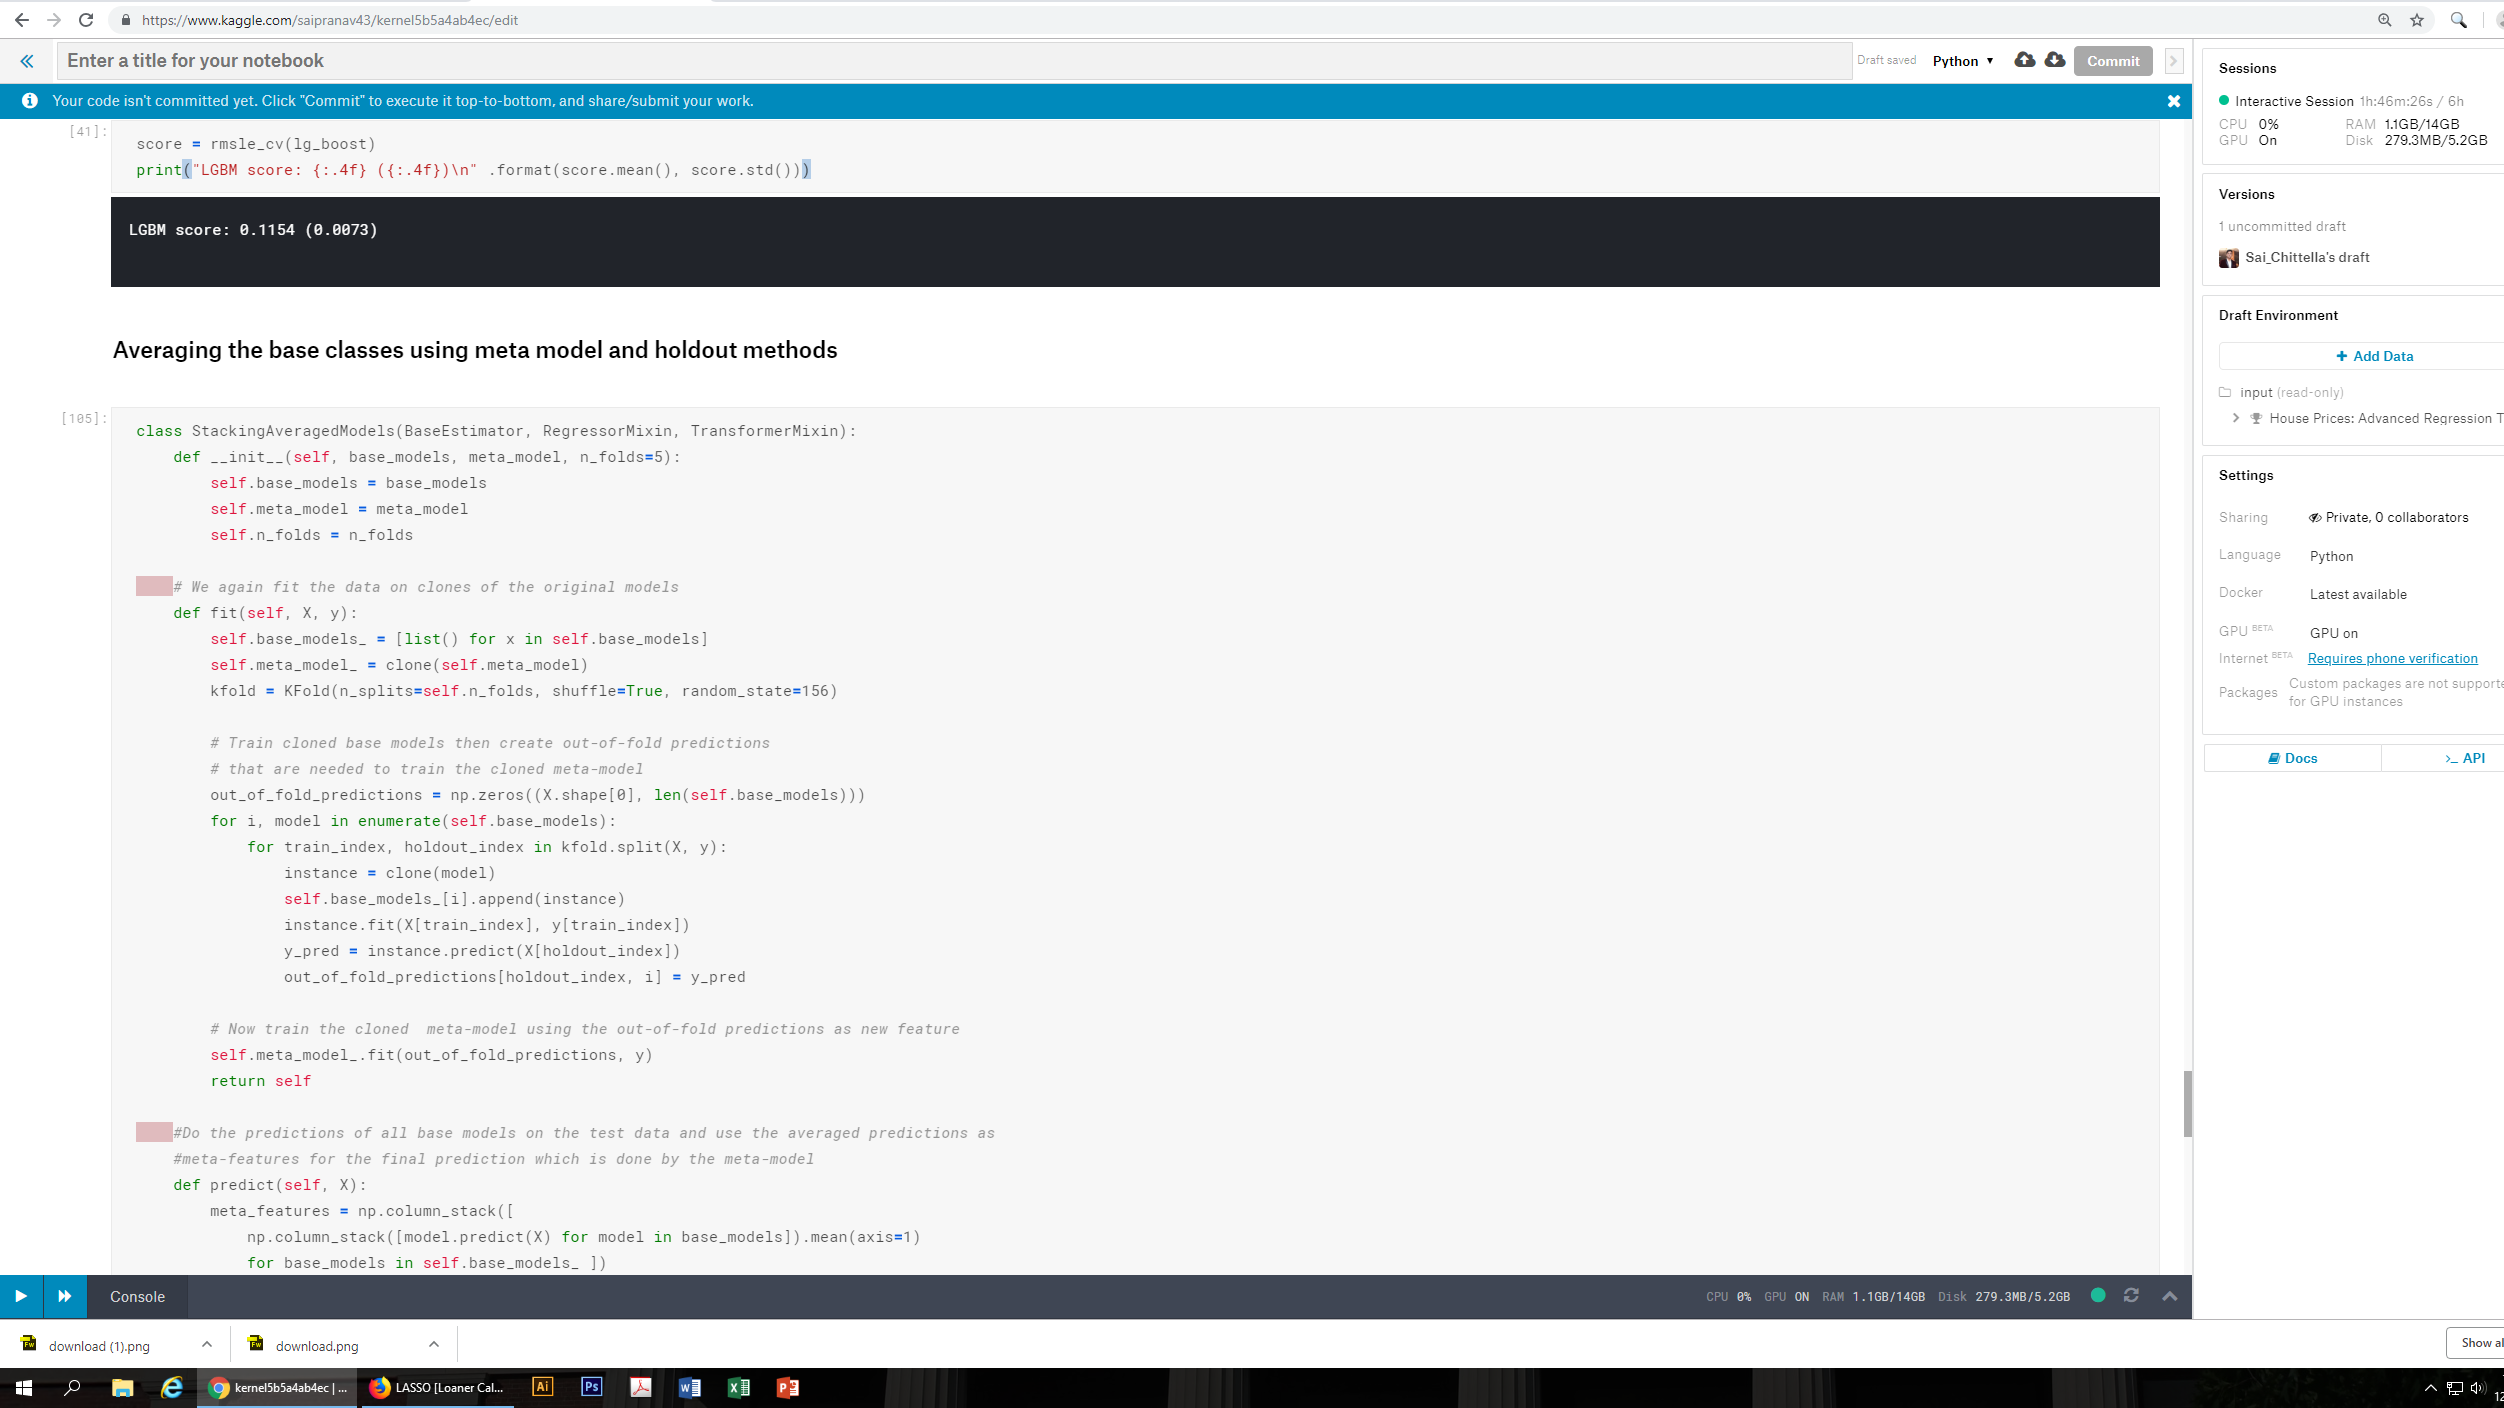 https://www.kaggle.com/saipranav43/kernel5b5a4ab4ec/edit
Enter a title for your notebook
Draft saved
Python
Commit
Your code isn't committed yet. Click "Commit" to execute it top-to-bottom, and share/submit your work.
[41]:
score = rmsle_cv(lg_boost)
print("LGBM score: {:.4f} ({:.4f})\n" .format(score.mean(), score.std()))
LGBM score: 0.1154 (0.0073)
Averaging the base classes using meta model and holdout methods
[105]:
class StackingAveragedModels(BaseEstimator, RegressorMixin, TransformerMixin):
    def __init__(self, base_models, meta_model, n_folds=5):
        self.base_models = base_models
        self.meta_model = meta_model
        self.n_folds = n_folds
    # We again fit the data on clones of the original models
    def fit(self, X, y):
        self.base_models_ = [list() for x in self.base_models]
        self.meta_model_ = clone(self.meta_model)
        kfold = KFold(n_splits=self.n_folds, shuffle=True, random_state=156)
        # Train cloned base models then create out-of-fold predictions
        # that are needed to train the cloned meta-model
        out_of_fold_predictions = np.zeros((X.shape[0], len(self.base_models)))
        for i, model in enumerate(self.base_models):
            for train_index, holdout_index in kfold.split(X, y):
                instance = clone(model)
                self.base_models_[i].append(instance)
                instance.fit(X[train_index], y[train_index])
                y_pred = instance.predict(X[holdout_index])
                out_of_fold_predictions[holdout_index, i] = y_pred
        # Now train the cloned  meta-model using the out-of-fold predictions as new feature
        self.meta_model_.fit(out_of_fold_predictions, y)
        return self
    #Do the predictions of all base models on the test data and use the averaged predictions as
    #meta-features for the final prediction which is done by the meta-model
    def predict(self, X):
        meta_features = np.column_stack([
            np.column_stack([model.predict(X) for model in base_models]).mean(axis=1)
            for base_models in self.base_models_ ])
Sessions
Interactive Session 1h:46m:26s / 6h
CPU 0% RAM 1.1GB/14GB
GPU On Disk 279.3MB/5.2GB
Versions
1 uncommitted draft
Sai_Chittella's draft
Draft Environment
+ Add Data
input (read-only)
House Prices: Advanced Regression T
Settings
Sharing Private, 0 collaborators
Language Python
Docker Latest available
GPU BETA GPU on
Internet BETA Requires phone verification
Packages Custom packages are not supporte
for GPU instances
Docs
>_ API
Console
CPU 0% GPU ON RAM 1.1GB/14GB Disk 279.3MB/5.2GB
download (1).png
download.png
Show al
kernel5b5a4ab4ec | ...
LASSO [Loaner Cal...
Ai
Ps
12